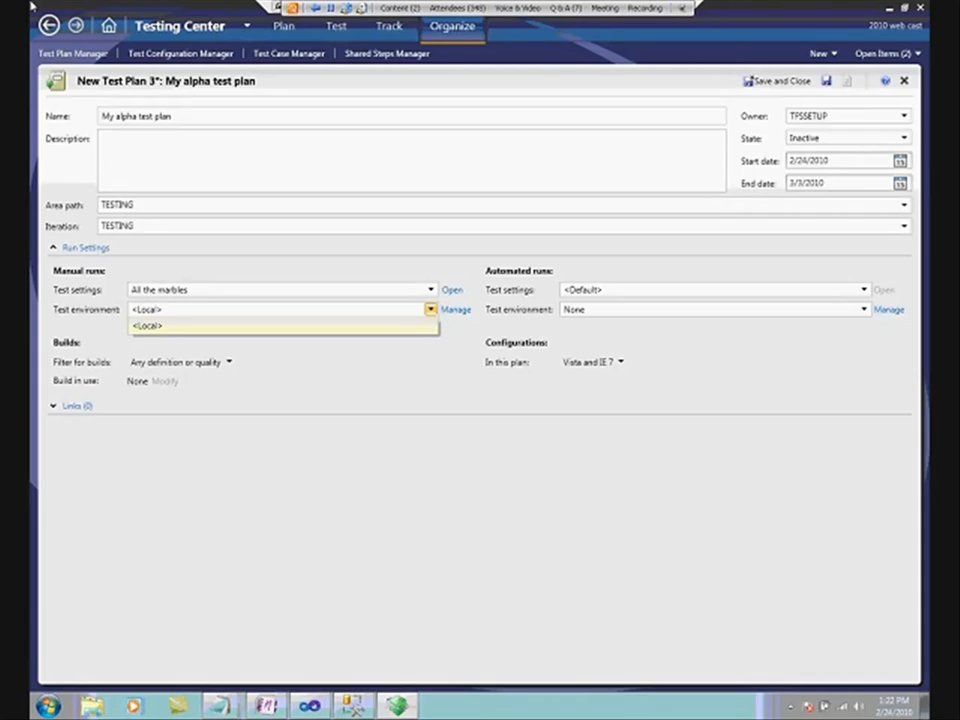 Content (2) Attendees (348) Voice & Video Q & A (7) Meeting Recording
Testing Center Plan Test Track Organize 2010 web cast
Test Plan Manager Test Configuration Manager Test Case Manager Shared Steps Manager New Open Items (2)
New Test Plan 3*: My alpha test plan Save and Close
Name: My alpha test plan Owner: TFSSETUP
Description: State: Inactive
Start date: 2/24/2010
End date: 3/3/2010
Area path: TESTING
Iteration: TESTING
Run Settings
Manual runs: Automated runs:
Test settings: All the marbles Open Test settings: <Default> Open
Test environment: <Local> Manage Test environment: None Manage
<Local>
Builds: Configurations:
Filter for builds: Any definition or quality In this plan: Vista and IE 7
Build in use: None Modify
Links (0)
1:22 PM
2/24/2010